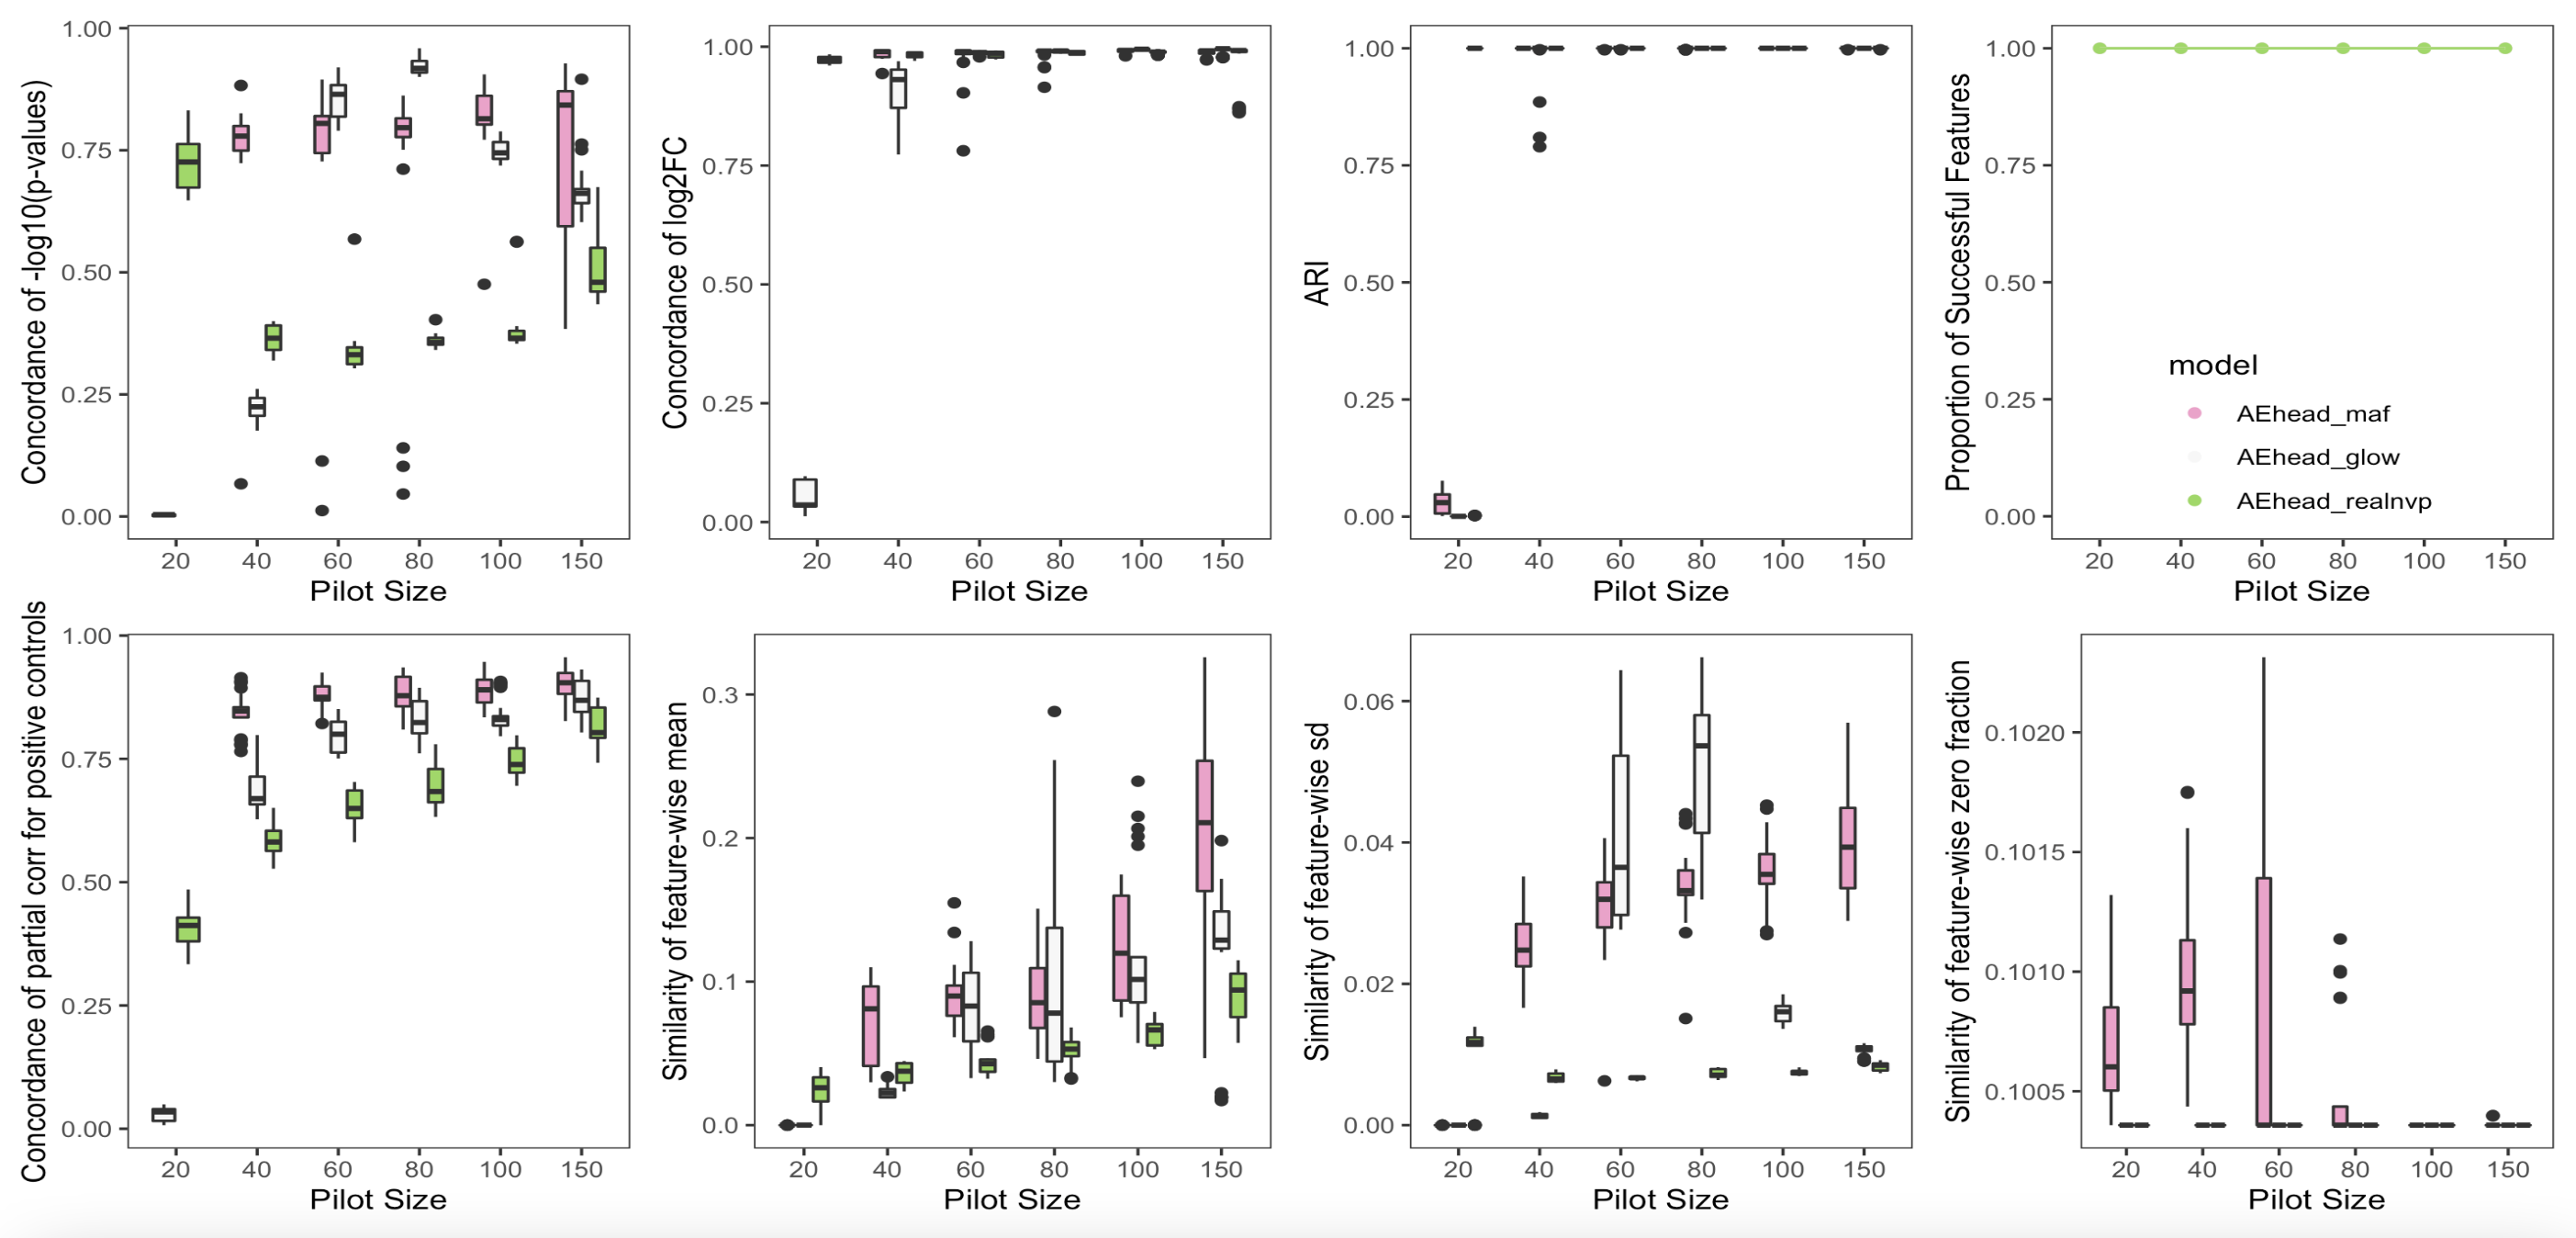 Concordance of -log10(p-values)
1.00
0.75
0.50
0.25
0.00
20 40 60 80 100 150
Pilot Size
Concordance of log2FC
1.00
0.75
0.50
0.25
0.00
20 40 60 80 100 150
Pilot Size
ARI
1.00
0.75
0.50
0.25
0.00
20 40 60 80 100 150
Pilot Size
Proportion of Successful Features
1.00
0.75
0.50
0.25
0.00
model
AEhead_maf
AEhead_glow
AEhead_realnvp
20 40 60 80 100 150
Pilot Size
Concordance of partial corr for positive controls
1.00
0.75
0.50
0.25
0.00
20 40 60 80 100 150
Pilot Size
Similarity of feature-wise mean
0.3
0.2
0.1
0.0
20 40 60 80 100 150
Pilot Size
Similarity of feature-wise sd
0.06
0.04
0.02
0.00
20 40 60 80 100 150
Pilot Size
Similarity of feature-wise zero fraction
0.1020
0.1015
0.1010
0.1005
20 40 60 80 100 150
Pilot Size